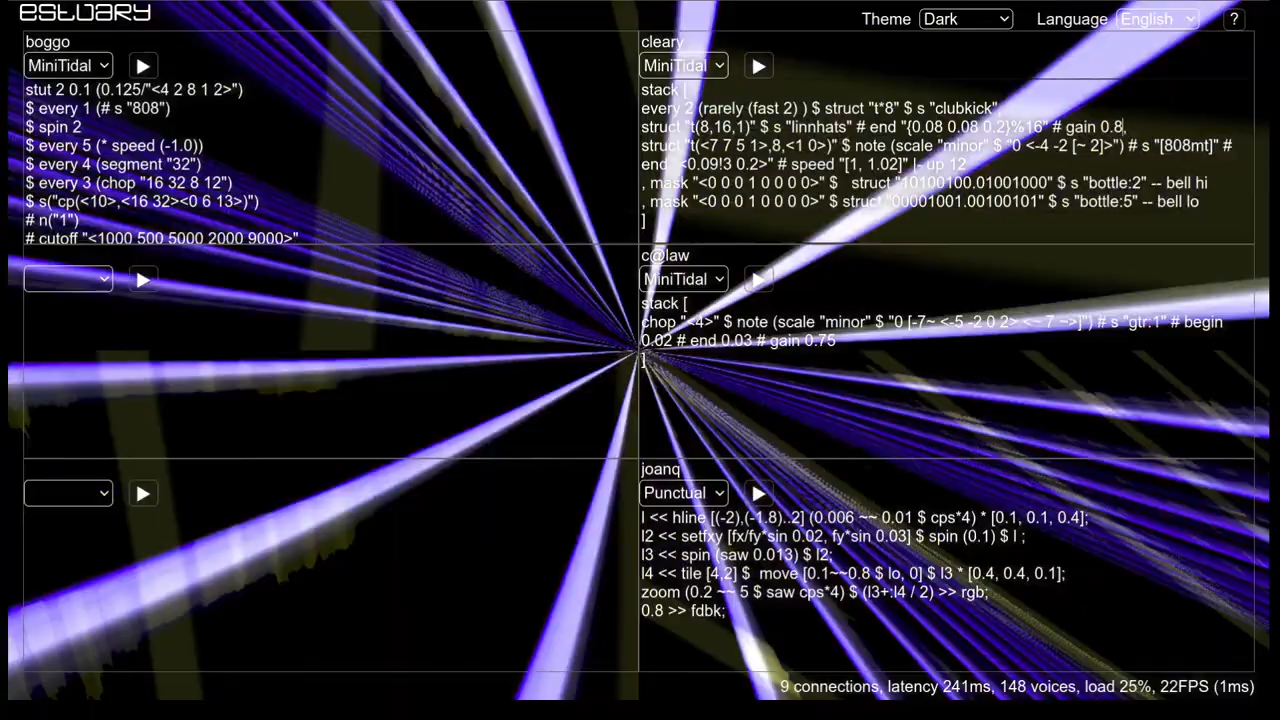 estuary
Theme Dark Language English ?
boggo
MiniTidal
stut 2 0.1 (0.125/"<4 2 8 1 2>")
$ every 1 (# s "808")
$ spin 2
$ every 5 (* speed (-1.0))
$ every 4 (segment "32")
$ every 3 (chop "16 32 8 12")
$ s("cp(<10>,<16 32><0 6 13>)")
# n("1")
# cutoff "<1000 500 5000 2000 9000>"
cleary
MiniTidal
stack [
every 2 (rarely (fast 2) ) $ struct "t*8" $ s "clubkick",
struct "t(8,16,1)" $ s "linnhats" # end "{0.08 0.08 0.2}%16" # gain 0.8,
struct "t(<7 7 5 1>,8,<1 0>)" $ note (scale "minor" $ "0 <-4 -2 [~ 2]>") # s "[808mt]" #
end "<0.09!3 0.2>" # speed "[1, 1.02]" |- up 12
, mask "<0 0 0 1 0 0 0 0>" $ struct "10100100.01001000" $ s "bottle:2" -- bell hi
, mask "<0 0 0 1 0 0 0 0>" $ struct "00001001.00100101" $ s "bottle:5" -- bell lo
]
c@law
MiniTidal
stack [
chop "<4>" $ note (scale "minor" $ "0 [-7~ <-5 -2 0 2> <~ 7 ~>]") # s "gtr:1" # begin
0.02 # end 0.03 # gain 0.75
]
joanq
Punctual
l << hline [(-2),(-1.8)..2] (0.006 ~~ 0.01 $ cps*4) * [0.1, 0.1, 0.4];
l2 << setfxy [fx/fy*sin 0.02, fy*sin 0.03] $ spin (0.1) $ l ;
l3 << spin (saw 0.013) $ l2;
l4 << tile [4,2] $ move [0.1~~0.8 $ lo, 0] $ l3 * [0.4, 0.4, 0.1];
zoom (0.2 ~~ 5 $ saw cps*4) $ (l3+:l4 / 2) >> rgb;
0.8 >> fdbk;
9 connections, latency 241ms, 148 voices, load 25%, 22FPS (1ms)